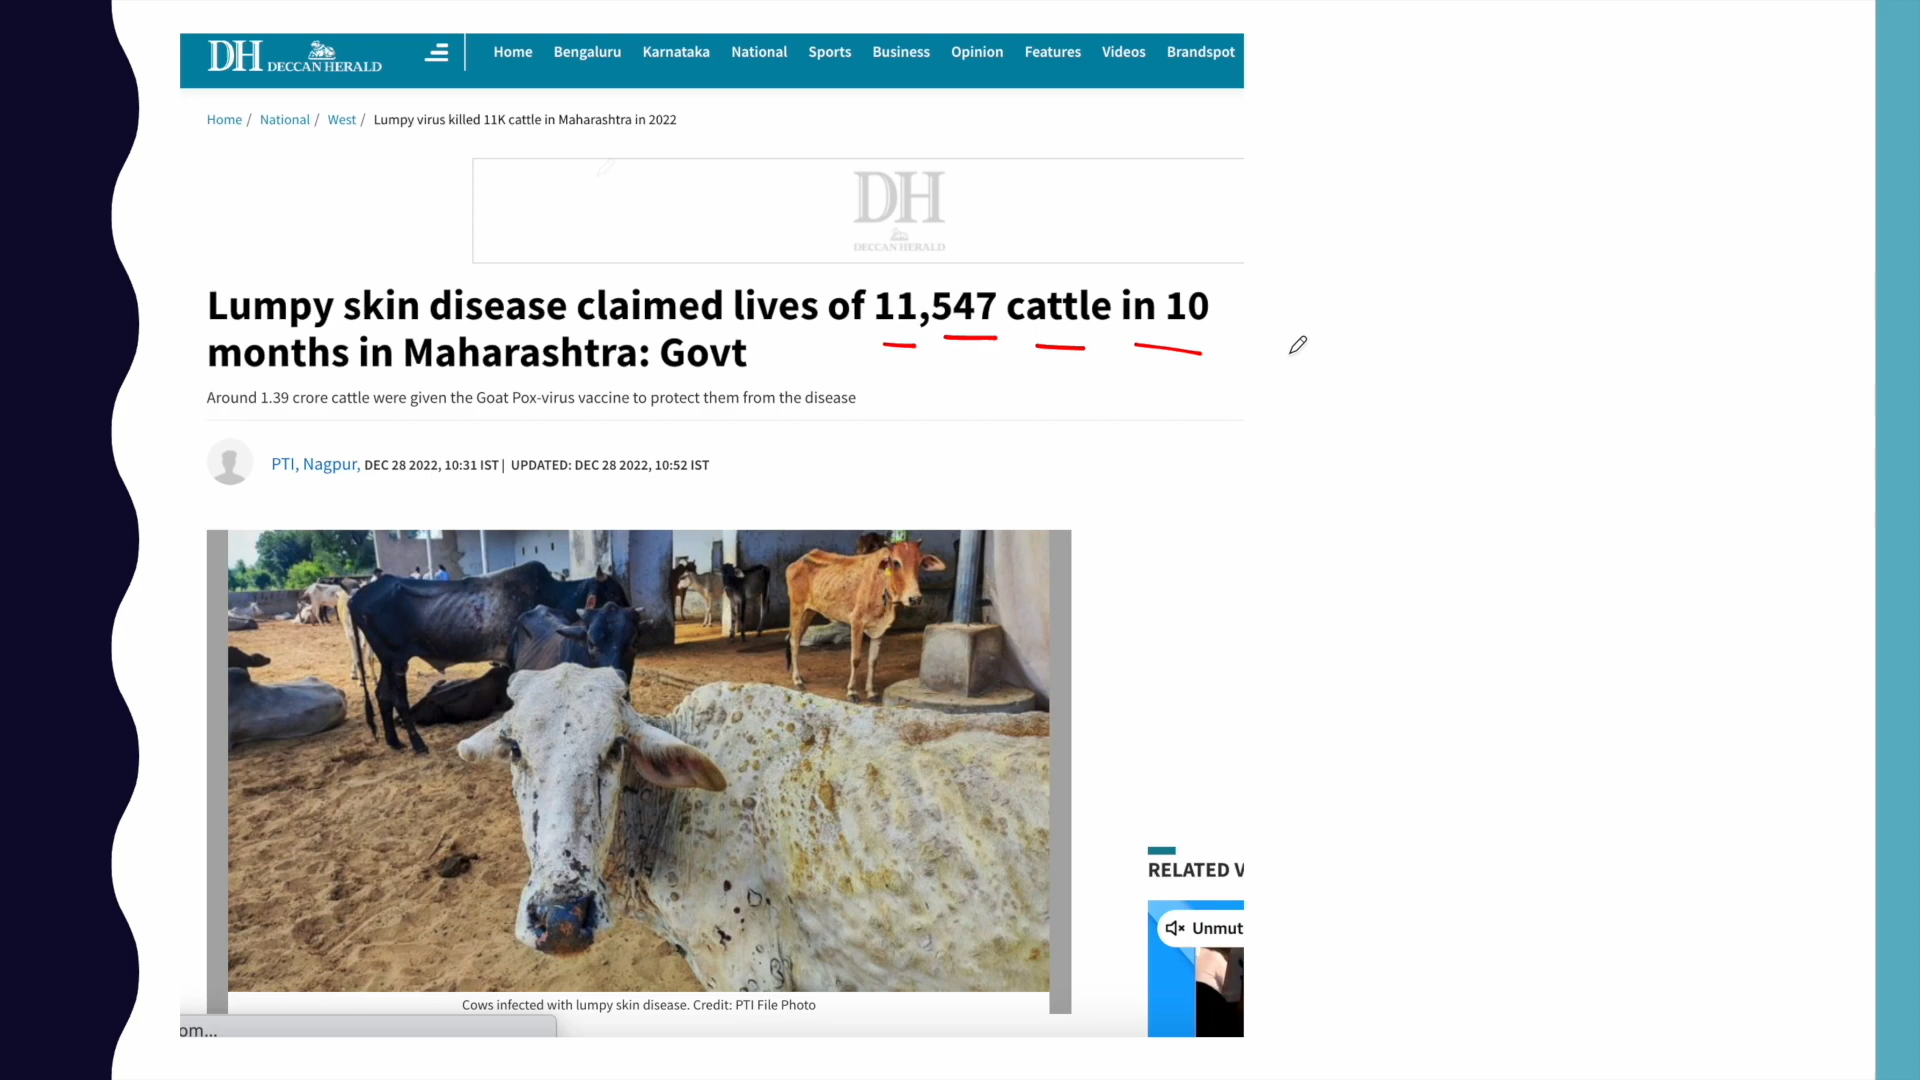 DH DECCAN HERALD
Home Bengaluru Karnataka National Sports Business Opinion Features Videos Brandspot
Home / National / West / Lumpy virus killed 11K cattle in Maharashtra in 2022
DH
DECCAN HERALD
Lumpy skin disease claimed lives of 11,547 cattle in 10
months in Maharashtra: Govt
Around 1.39 crore cattle were given the Goat Pox-virus vaccine to protect them from the disease
PTI, Nagpur, DEC 28 2022, 10:31 IST | UPDATED: DEC 28 2022, 10:52 IST
RELATED V
Unmut
Cows infected with lumpy skin disease. Credit: PTI File Photo
om...